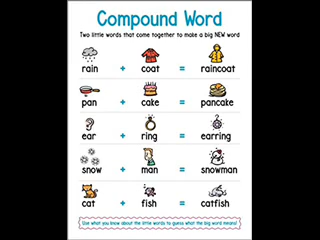 Compound Word
Two little words that come together to make a big NEW word
rain + coat = raincoat
pan + cake = pancake
ear + ring = earring
snow + man = snowman
cat + fish = catfish
Use what you know about the little words to guess what the big word means!